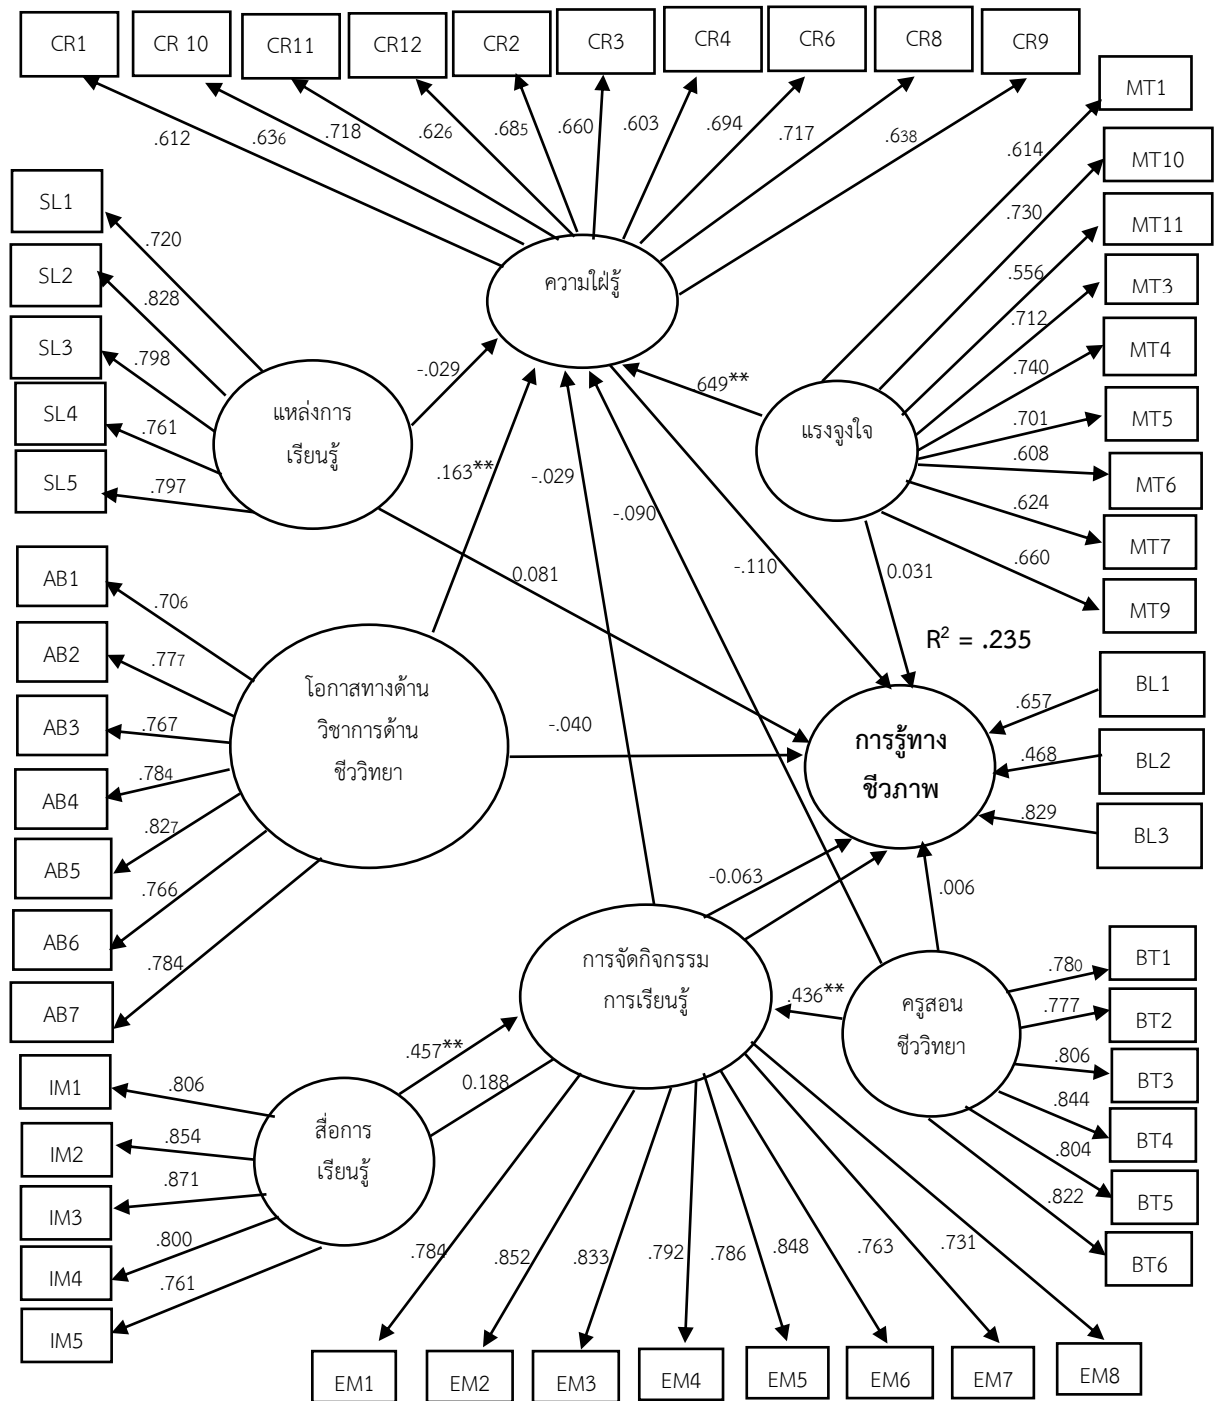 CR1 CR 10 CR11 CR12 CR2 CR3 CR4 CR6 CR8 CR9
.612 .636 .718 .626 .685 .660 .603 .694 .717 .638
MT1
MT10
MT11
MT3
MT4
MT5
MT6
MT7
MT9
.614
.730
.556
.712
.740
.701
.608
.624
.660
SL1
SL2
SL3
SL4
SL5
.720
.828
.798
.761
.797
ความใฝ่รู้
แหล่งการ
เรียนรู้
แรงจูงใจ
-.029
649**
.163**
-.029
-.090
-.110
0.081
0.031
R² = .235
AB1
AB2
AB3
AB4
AB5
AB6
AB7
.706
.777
.767
.784
.827
.766
.784
โอกาสทางด้าน
วิชาการด้าน
ชีววิทยา
-.040
การรู้ทาง
ชีวภาพ
BL1
BL2
BL3
.657
.468
.829
-0.063
.006
การจัดกิจกรรม
การเรียนรู้
.436**
ครูสอน
ชีววิทยา
BT1
BT2
BT3
BT4
BT5
BT6
.780
.777
.806
.844
.804
.822
.457**
0.188
สื่อการ
เรียนรู้
IM1
IM2
IM3
IM4
IM5
.806
.854
.871
.800
.761
.784 .852 .833 .792 .786 .848 .763 .731
EM1 EM2 EM3 EM4 EM5 EM6 EM7 EM8